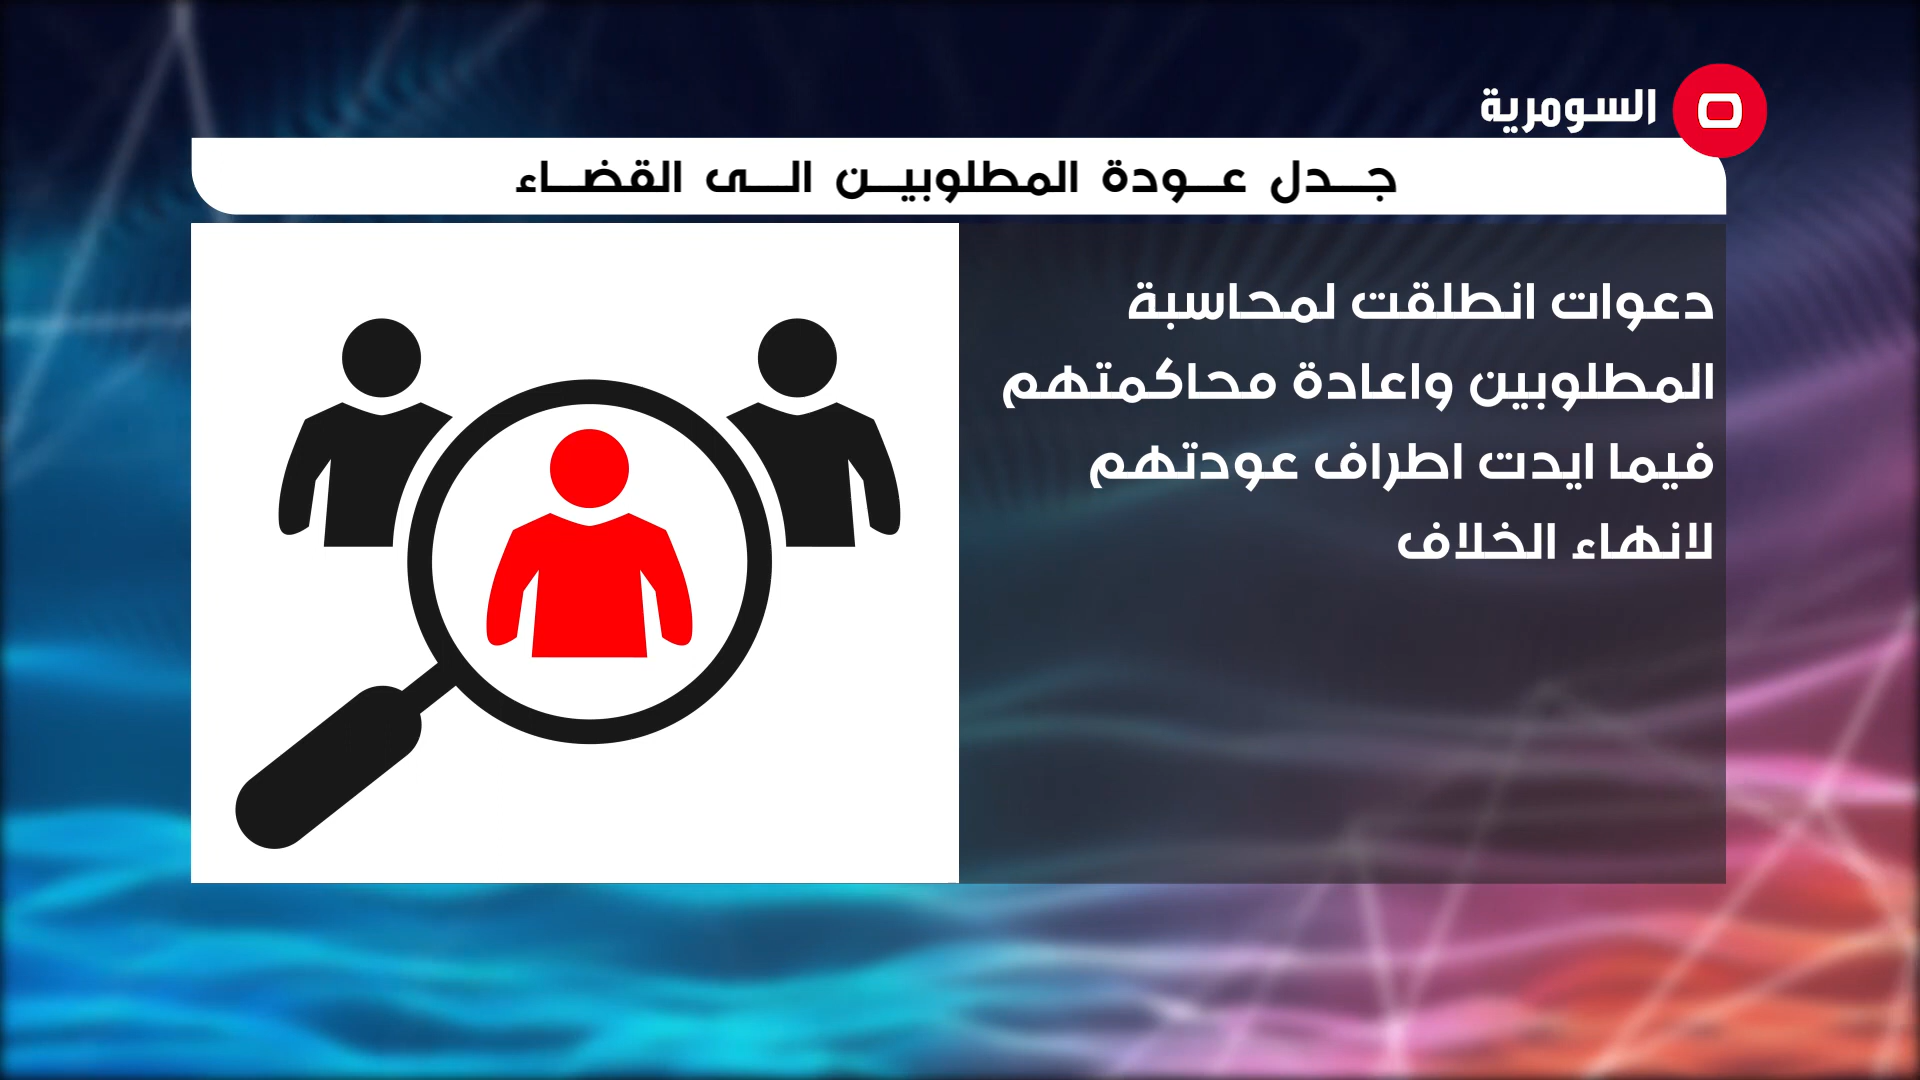 السومرية
جـدل عـودة المطلوبيـن الـى القضـاء
دعوات انطلقت لمحاسبة
المطلوبين واعادة محاكمتهم
فيما ايدت اطراف عودتهم
لانهاء الخلاف